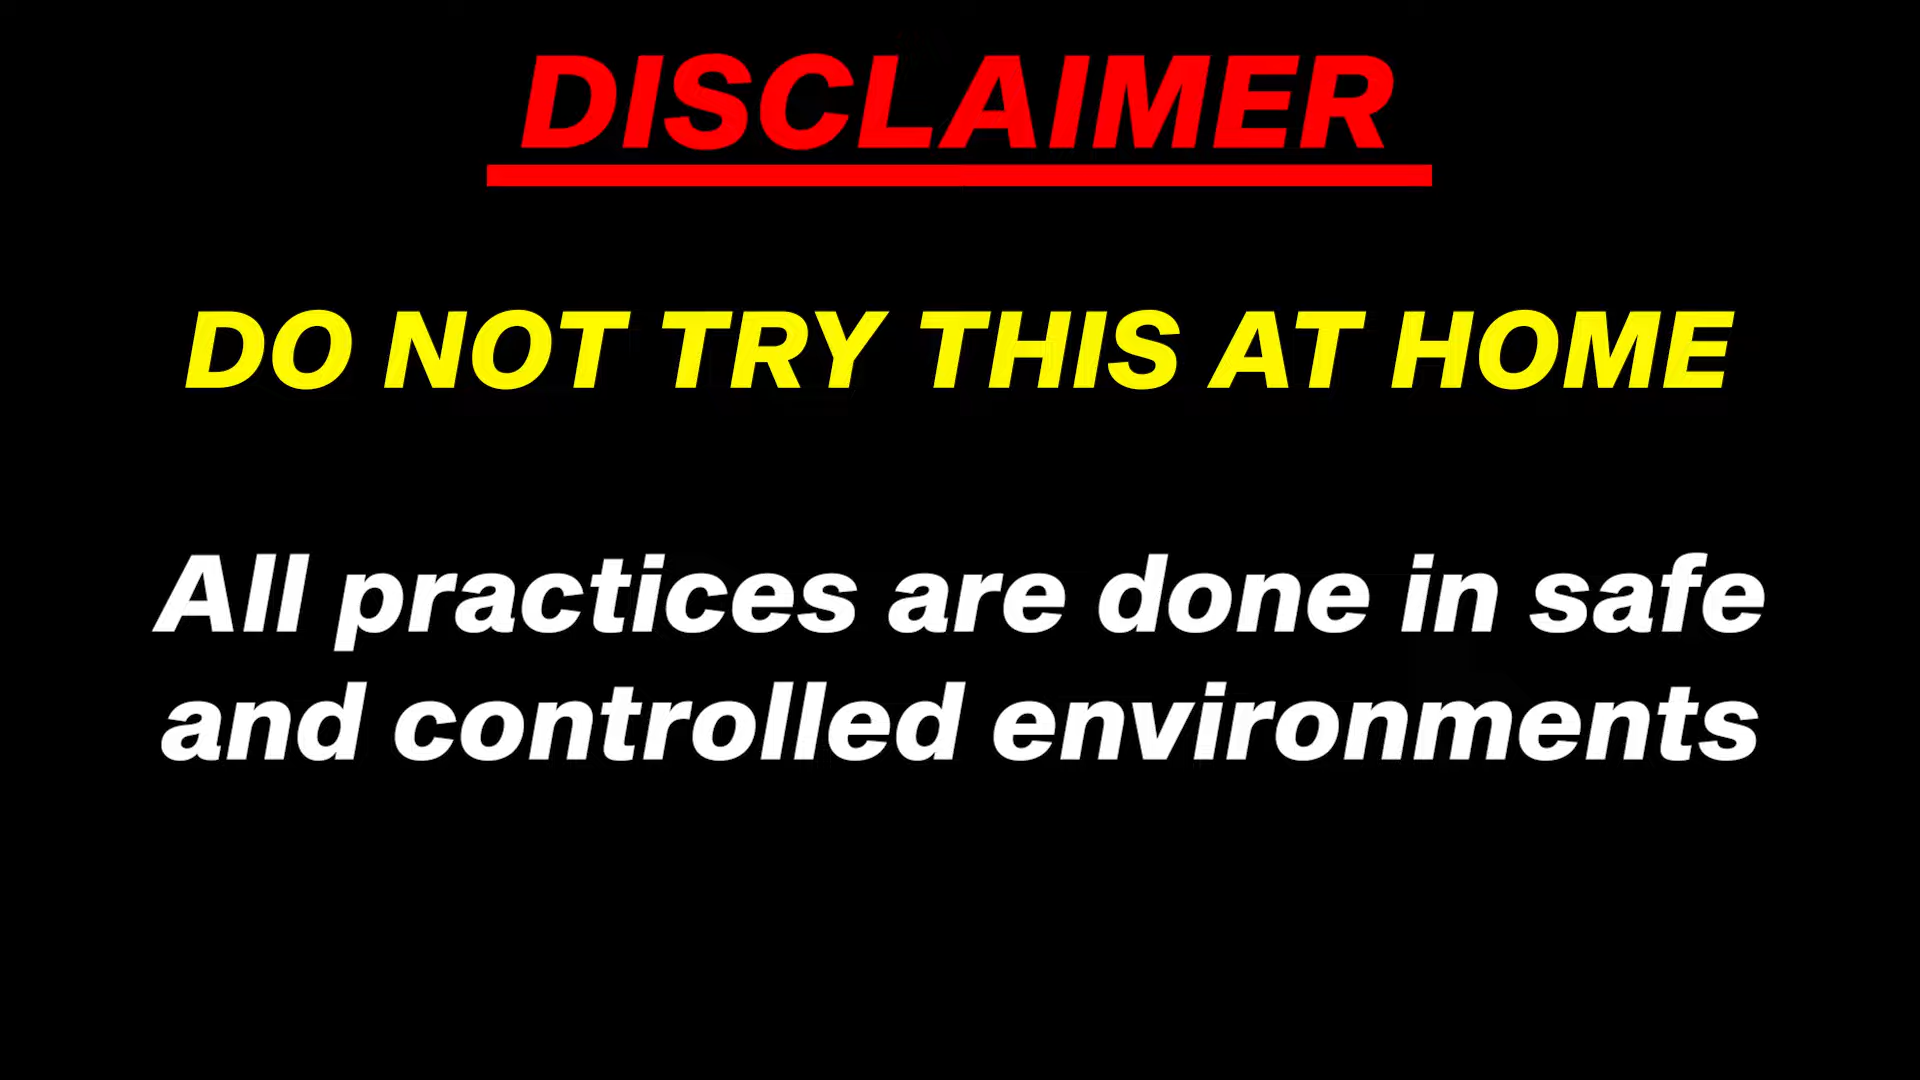 DISCLAIMER
DO NOT TRY THIS AT HOME
All practices are done in safe
and controlled environments